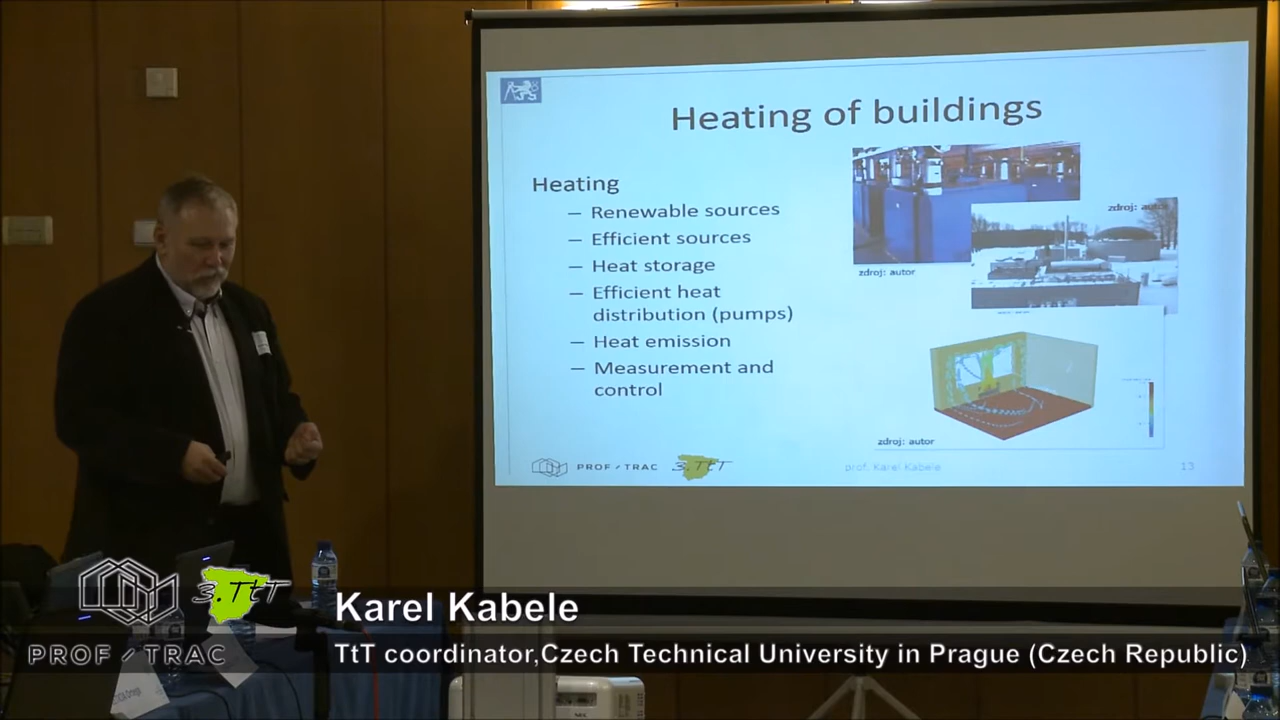 Heating of buildings
Heating
– Renewable sources
– Efficient sources
– Heat storage
– Efficient heat
distribution (pumps)
– Heat emission
– Measurement and
control
zdroj: autor
zdroj:
zdroj: autor
PROF / TRAC
3.TtT
prof. Karel Kabele
13
3.TtT
PROF / TRAC
Karel Kabele
TtT coordinator,Czech Technical University in Prague (Czech Republic)
NEC